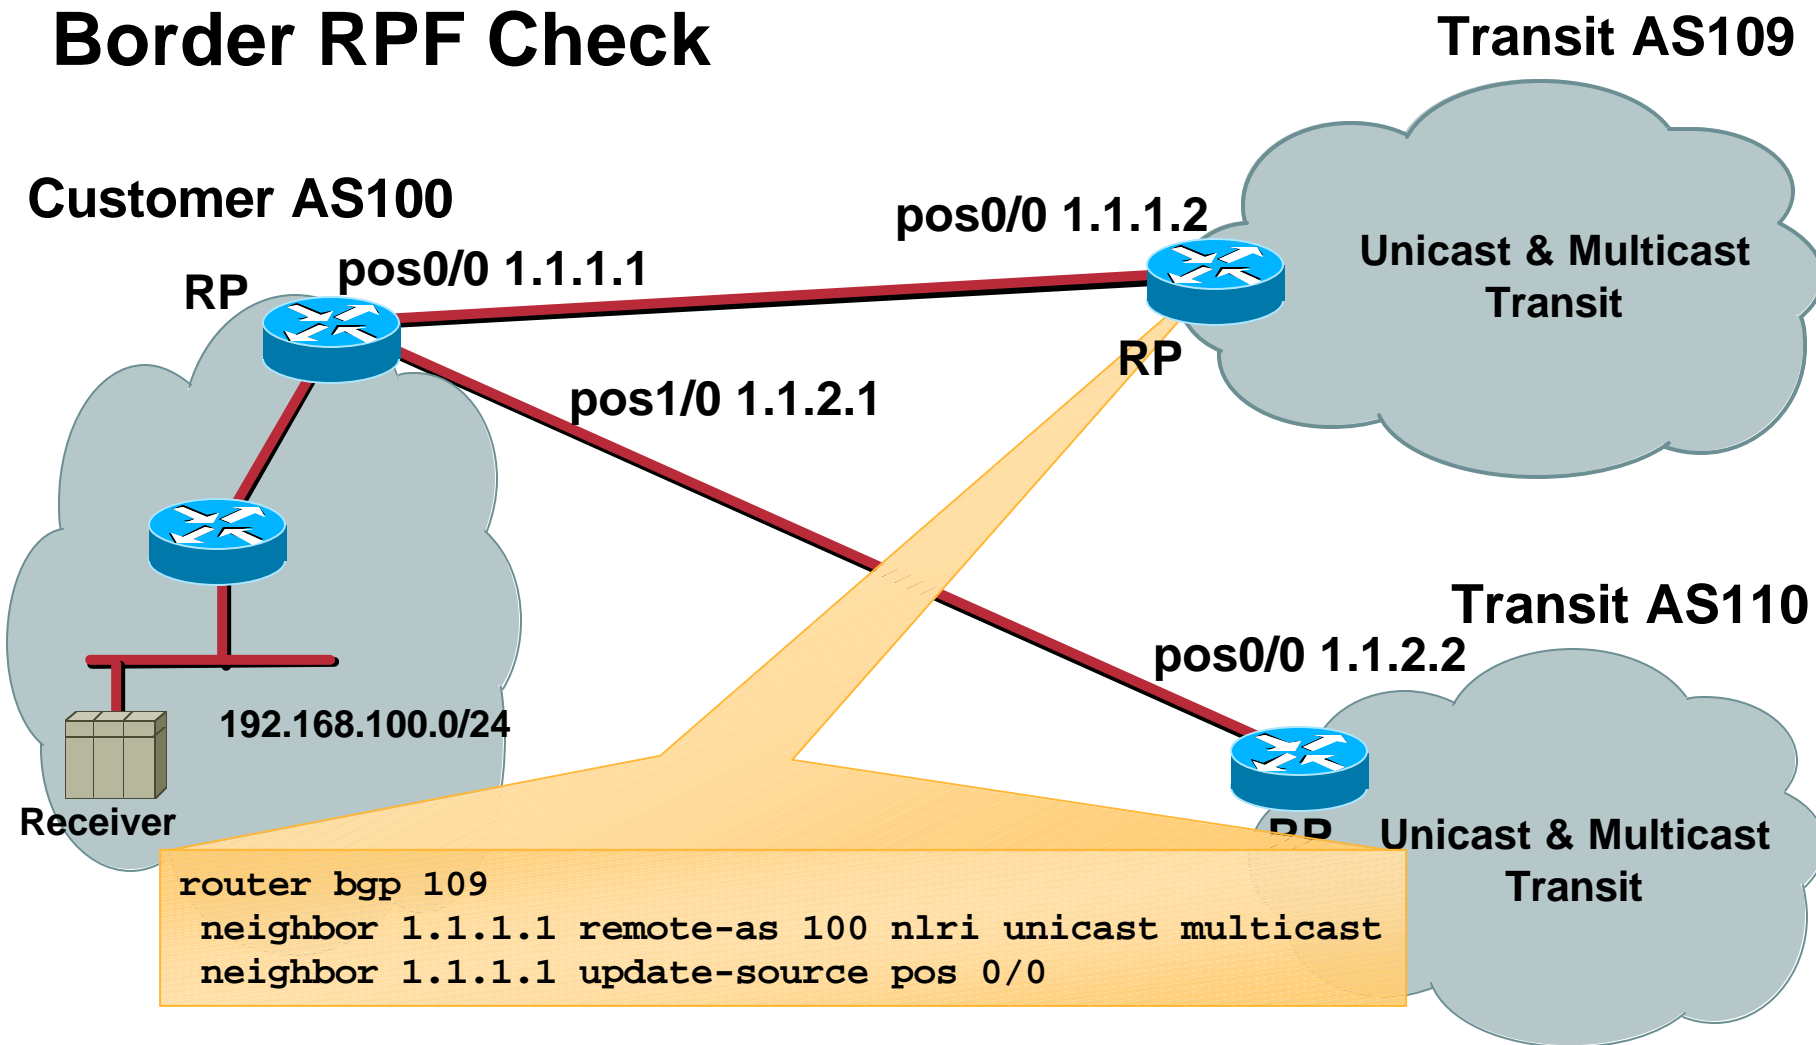 Border RPF Check
Transit AS109
Customer AS100
pos0/0 1.1.1.2
Unicast & Multicast
Transit
RP
pos0/0 1.1.1.1
RP
pos1/0 1.1.2.1
Transit AS110
pos0/0 1.1.2.2
192.168.100.0/24
Receiver
RP
Unicast & Multicast
Transit
router bgp 109
neighbor 1.1.1.1 remote-as 100 nlri unicast multicast
neighbor 1.1.1.1 update-source pos 0/0